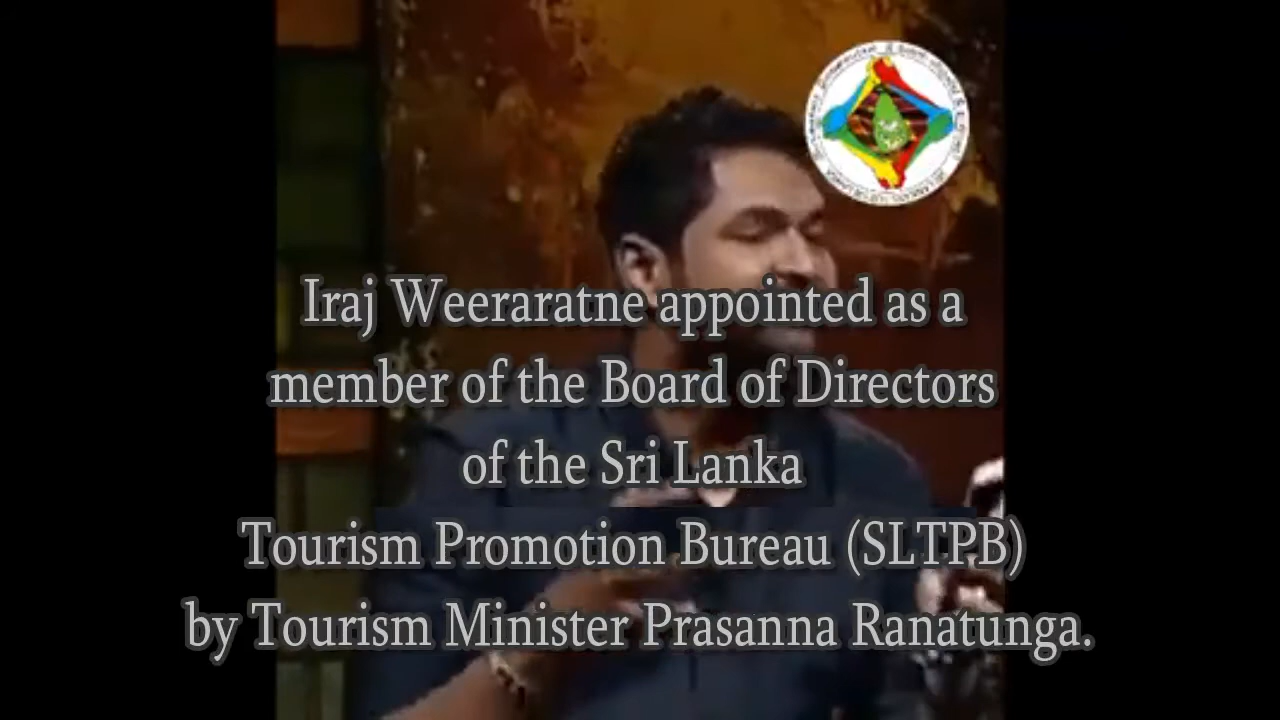 Iraj Weeraratne appointed as a
member of the Board of Directors
of the Sri Lanka
Tourism Promotion Bureau (SLTPB)
by Tourism Minister Prasanna Ranatunga.